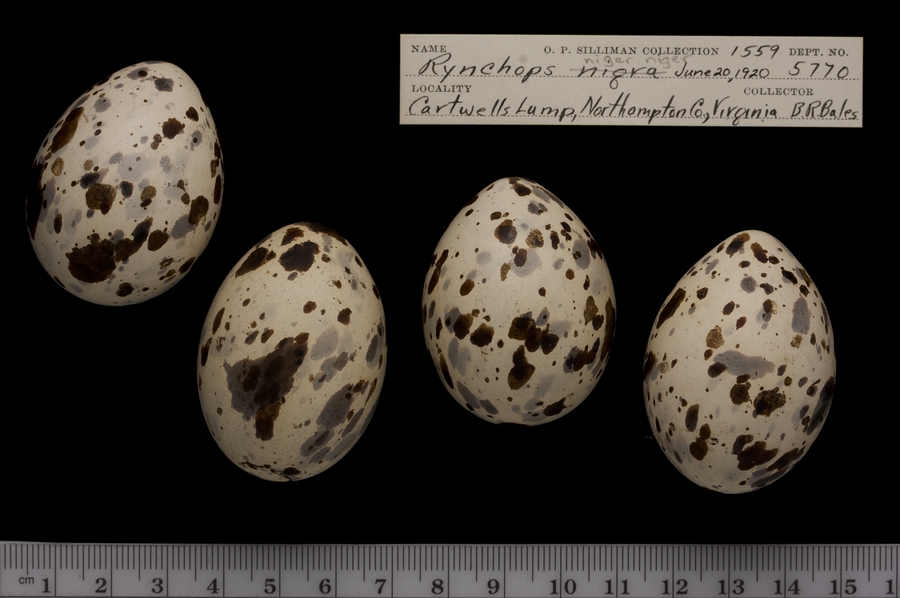 NAME O. P. SILLIMAN COLLECTION 1559 DEPT. NO.
niger niger
Rynchops nigra June 20, 1920 5770
LOCALITY COLLECTOR
Cartwells Lump, Northampton Co., Virginia B.R. Bales
cm 1 2 3 4 5 6 7 8 9 10 11 12 13 14 15